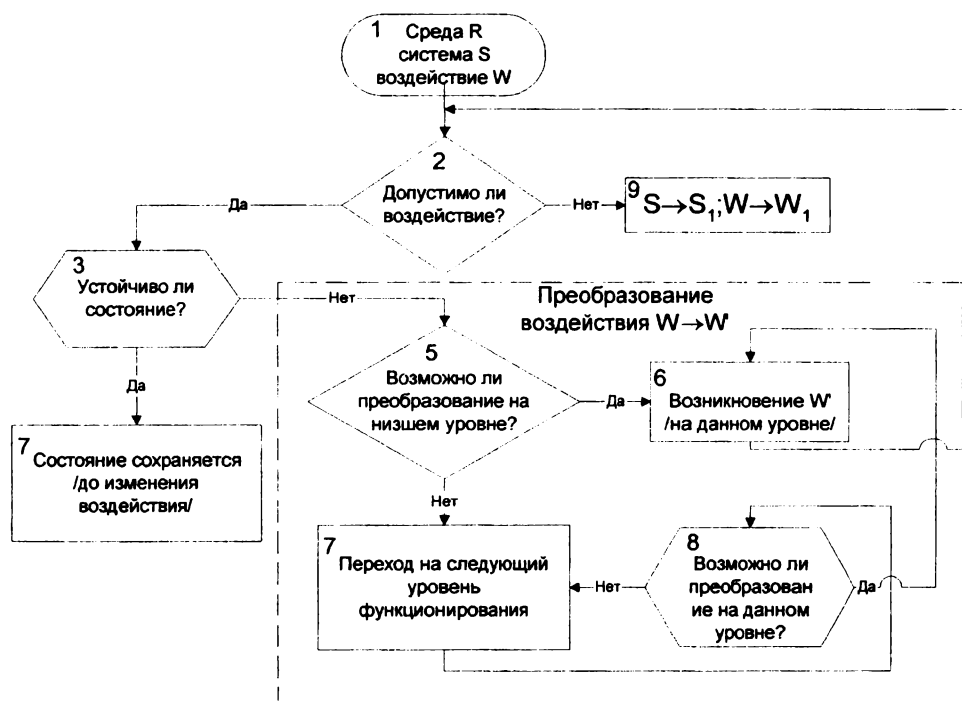 1 Среда R
система S
воздействие W
2
Допустимо ли
воздействие?
Да
Нет
9 S→S₁;W→W₁
3
Устойчиво ли
состояние?
Нет
Да
7 Состояние сохраняется
/до изменения
воздействия/
Преобразование
воздействия W→W'
5
Возможно ли
преобразование на
низшем уровне?
Да
Нет
6
Возникновение W'
/на данном уровне/
7 Переход на следующий
уровень
функционирования
Нет
8
Возможно ли
преобразован
ие на данном
уровне?
Да